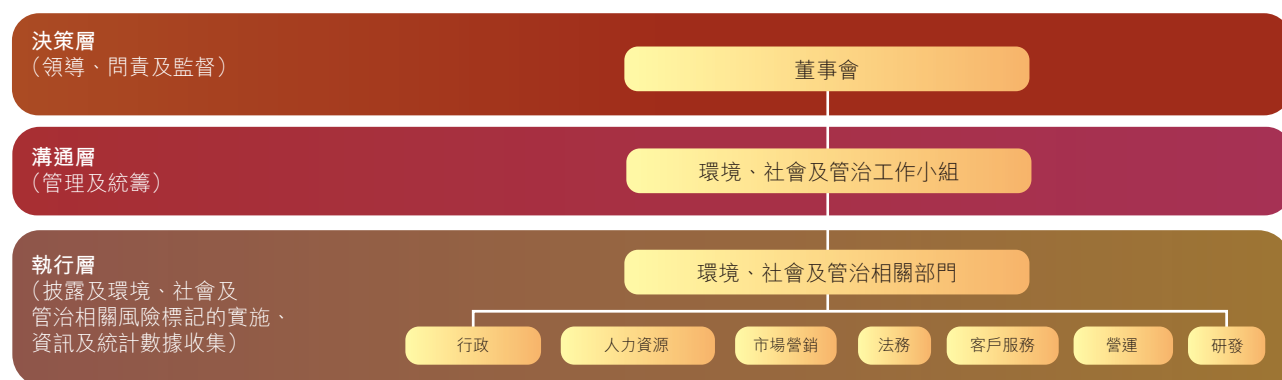 決策層
（領導、問責及監督）
董事會
溝通層
（管理及統籌）
環境、社會及管治工作小組
執行層
（披露及環境、社會及
管治相關風險標記的實施、
資訊及統計數據收集）
環境、社會及管治相關部門
行政
人力資源
市場營銷
法務
客戶服務
營運
研發